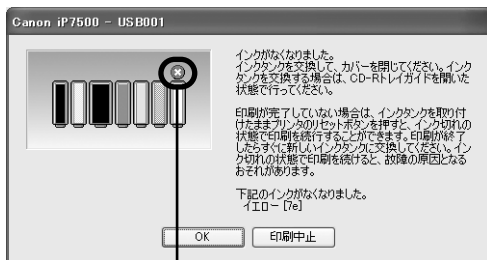 Canon iP7500 - USB001
インクがなくなりました。
インクタンクを交換して、カバーを閉じてください。インク
タンクを交換する場合は、CD-Rトレイガイドを開いた
状態で行ってください。
印刷が完了していない場合は、インクタンクを取り付
けたままプリンタのリセットボタンを押すと、インク切れの
状態で印刷を続行することができます。印刷が終了
したらすぐに新しいインクタンクに交換してください。イン
ク切れの状態で印刷を続けると、故障の原因となる
おそれがあります。
下記のインクがなくなりました。
イエロー [7e]
OK
印刷中止